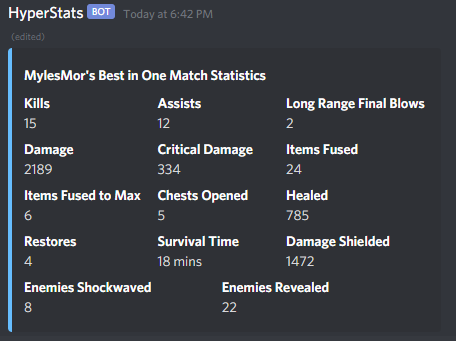 HyperStats BOT Today at 6:42 PM
(edited)
MylesMor's Best in One Match Statistics
Kills Assists Long Range Final Blows
15 12 2
Damage Critical Damage Items Fused
2189 334 24
Items Fused to Max Chests Opened Healed
6 5 785
Restores Survival Time Damage Shielded
4 18 mins 1472
Enemies Shockwaved Enemies Revealed
8 22